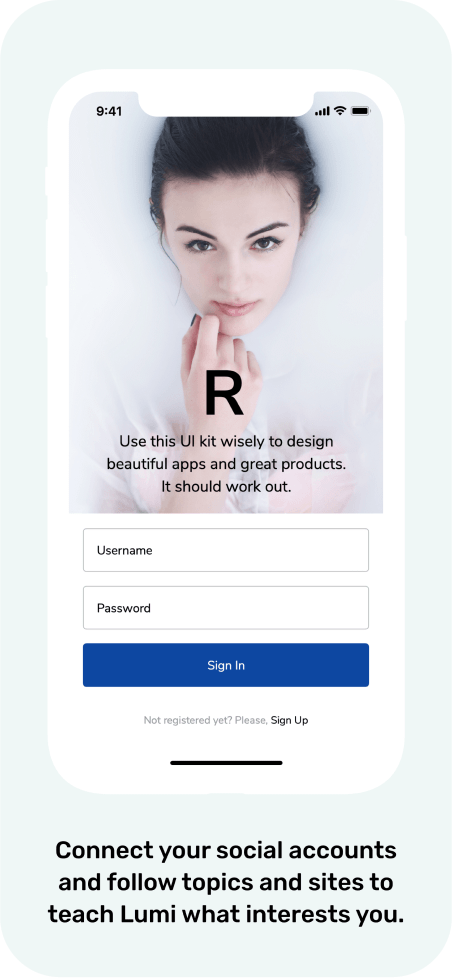 9:41
R
Use this UI kit wisely to design
beautiful apps and great products.
It should work out.
Username
Password
Sign In
Not registered yet? Please, Sign Up
Connect your social accounts
and follow topics and sites to
teach Lumi what interests you.